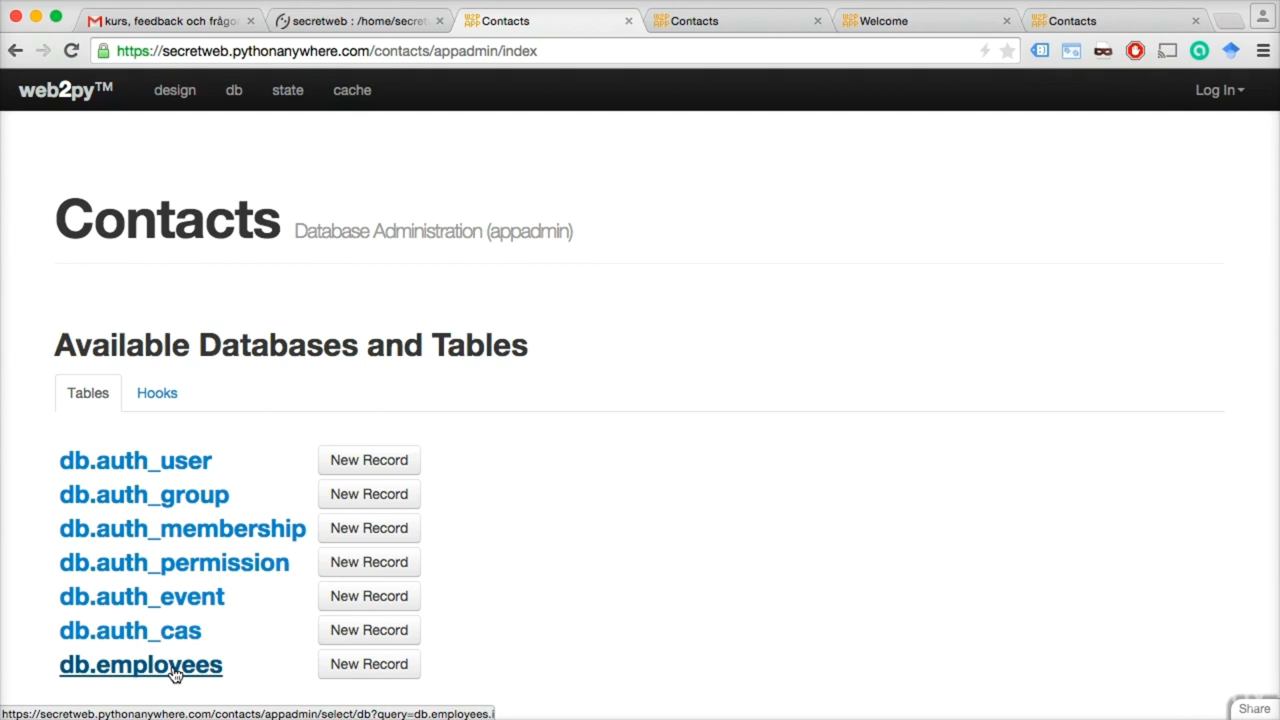 kurs, feedback och frågo
secretweb : /home/secret
Contacts
Contacts
Welcome
Contacts
https://secretweb.pythonanywhere.com/contacts/appadmin/index
web2py™
design
db
state
cache
Log In
Contacts Database Administration (appadmin)
Available Databases and Tables
Tables
Hooks
db.auth_user New Record
db.auth_group New Record
db.auth_membership New Record
db.auth_permission New Record
db.auth_event New Record
db.auth_cas New Record
db.employees New Record
https://secretweb.pythonanywhere.com/contacts/appadmin/select/db?query=db.employees.i
Share